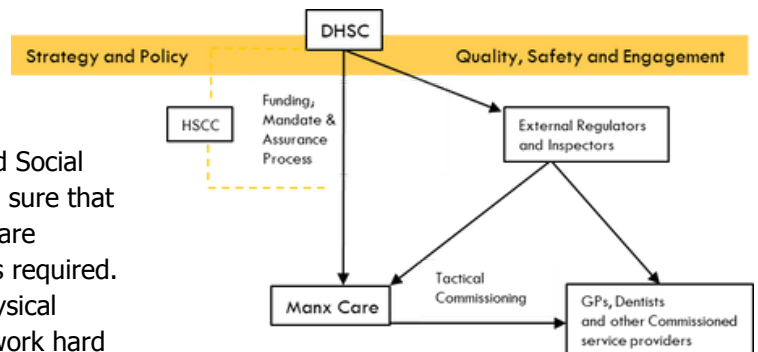 DHSC
Strategy and Policy
Quality, Safety and Engagement
HSCC
Funding,
Mandate &
Assurance
Process
External Regulators
and Inspectors
d Social
sure that
are
s required.
ysical
work hard
Manx Care
Tactical
Commissioning
GPs, Dentists
and other Commissioned
service providers